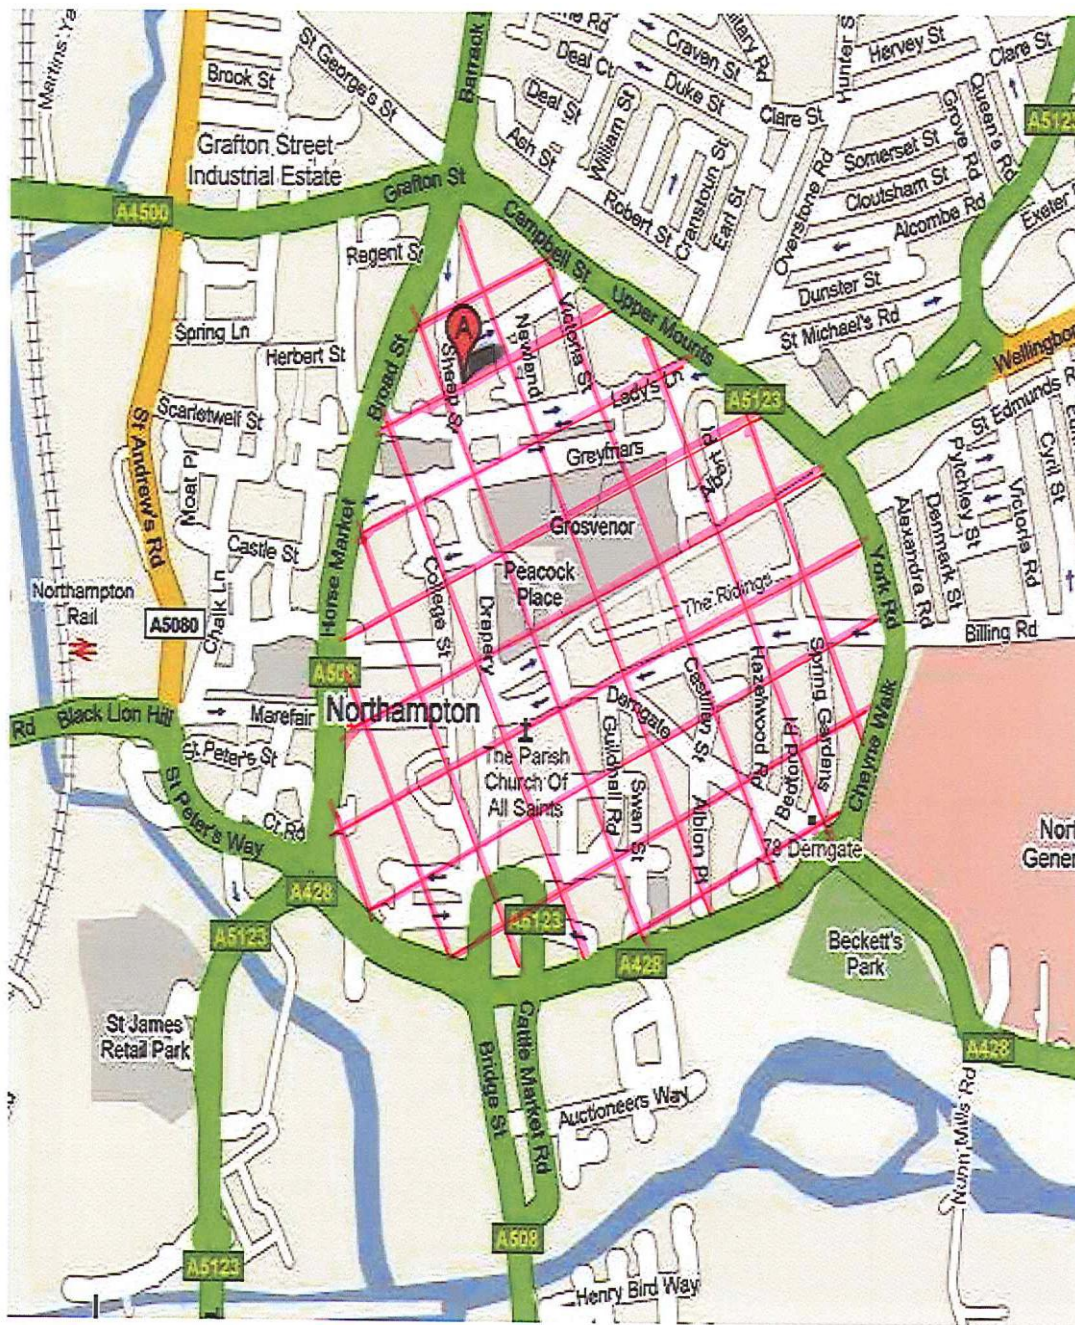 Martins Ya
Brook St
St George's St
Barrack
Deal Ct
Craven St
Duke St
Hunter S
Hervey St
Clare St
Deal St
William St
Clare St
Queen's Rd
Grove Rd
A5123
Ash St
Grafton Street
Industrial Estate
Cranstoun St
Earl St
Overstone Rd
Somerset St
Cloutsham St
Alcombe Rd
Exeter
A4500
Grafton St
Campbell St
Robert St
Regent St
Upper Mounts
Dunster St
St Michael's Rd
Spring Ln
Herbert St
Broad St
A
Sheep St
Newland
Victoria St
Lady's
A5123
Wellingbo
St Edmunds R
Scarletwell St
St Andrew's Rd
Moat Pl
Greyfriars
Pytchley St
Cyril St
Victoria Rd
Grosvenor
Castle St
Horse Market
Denmark St
Alexandra Rd
York Rd
Northampton
Rail
Chalk Ln
A5080
College St
Drapery
Peacock
Place
The Ridings
Billing Rd
A508
Rd
Black Lion Hill
Marefair
Northampton
Derngate
Castilian St
Hazelwood Rd
Spring Gardens
Cheyne Walk
St. Peter's St
The Parish
Church Of
All Saints
Guildhall Rd
Swan St
Albion Pl
Bedford Pl
St Peter's Way
Ct Rd
78 Derngate
Nort
Gener
A428
A5123
A5123
A428
Beckett's
Park
St James
Retail Park
Bridge St
Cattle Market Rd
A428
Auctioneers Way
Nunn Mills Rd
A508
A5123
Henry Bird Way